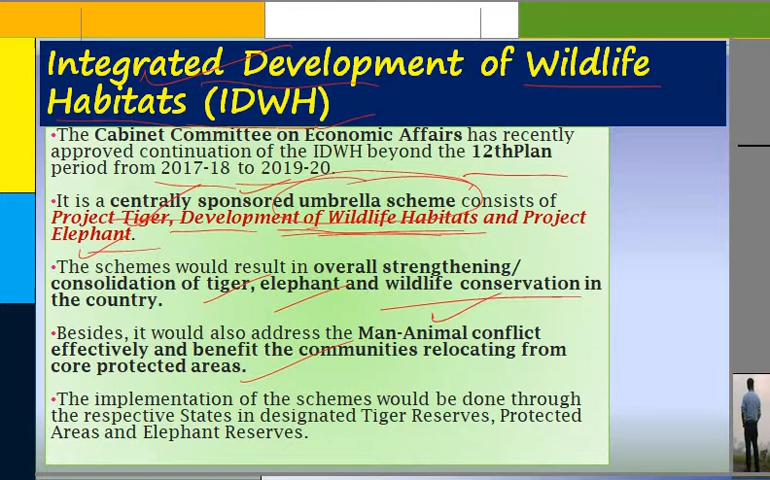 Integrated Development of Wildlife
Habitats (IDWH)
•The Cabinet Committee on Economic Affairs has recently
approved continuation of the IDWH beyond the 12thPlan
period from 2017-18 to 2019-20.
•It is a centrally sponsored umbrella scheme consists of
Project Tiger, Development of Wildlife Habitats and Project
Elephant.
•The schemes would result in overall strengthening/
consolidation of tiger, elephant and wildlife conservation in
the country.
•Besides, it would also address the Man-Animal conflict
effectively and benefit the communities relocating from
core protected areas.
•The implementation of the schemes would be done through
the respective States in designated Tiger Reserves, Protected
Areas and Elephant Reserves.